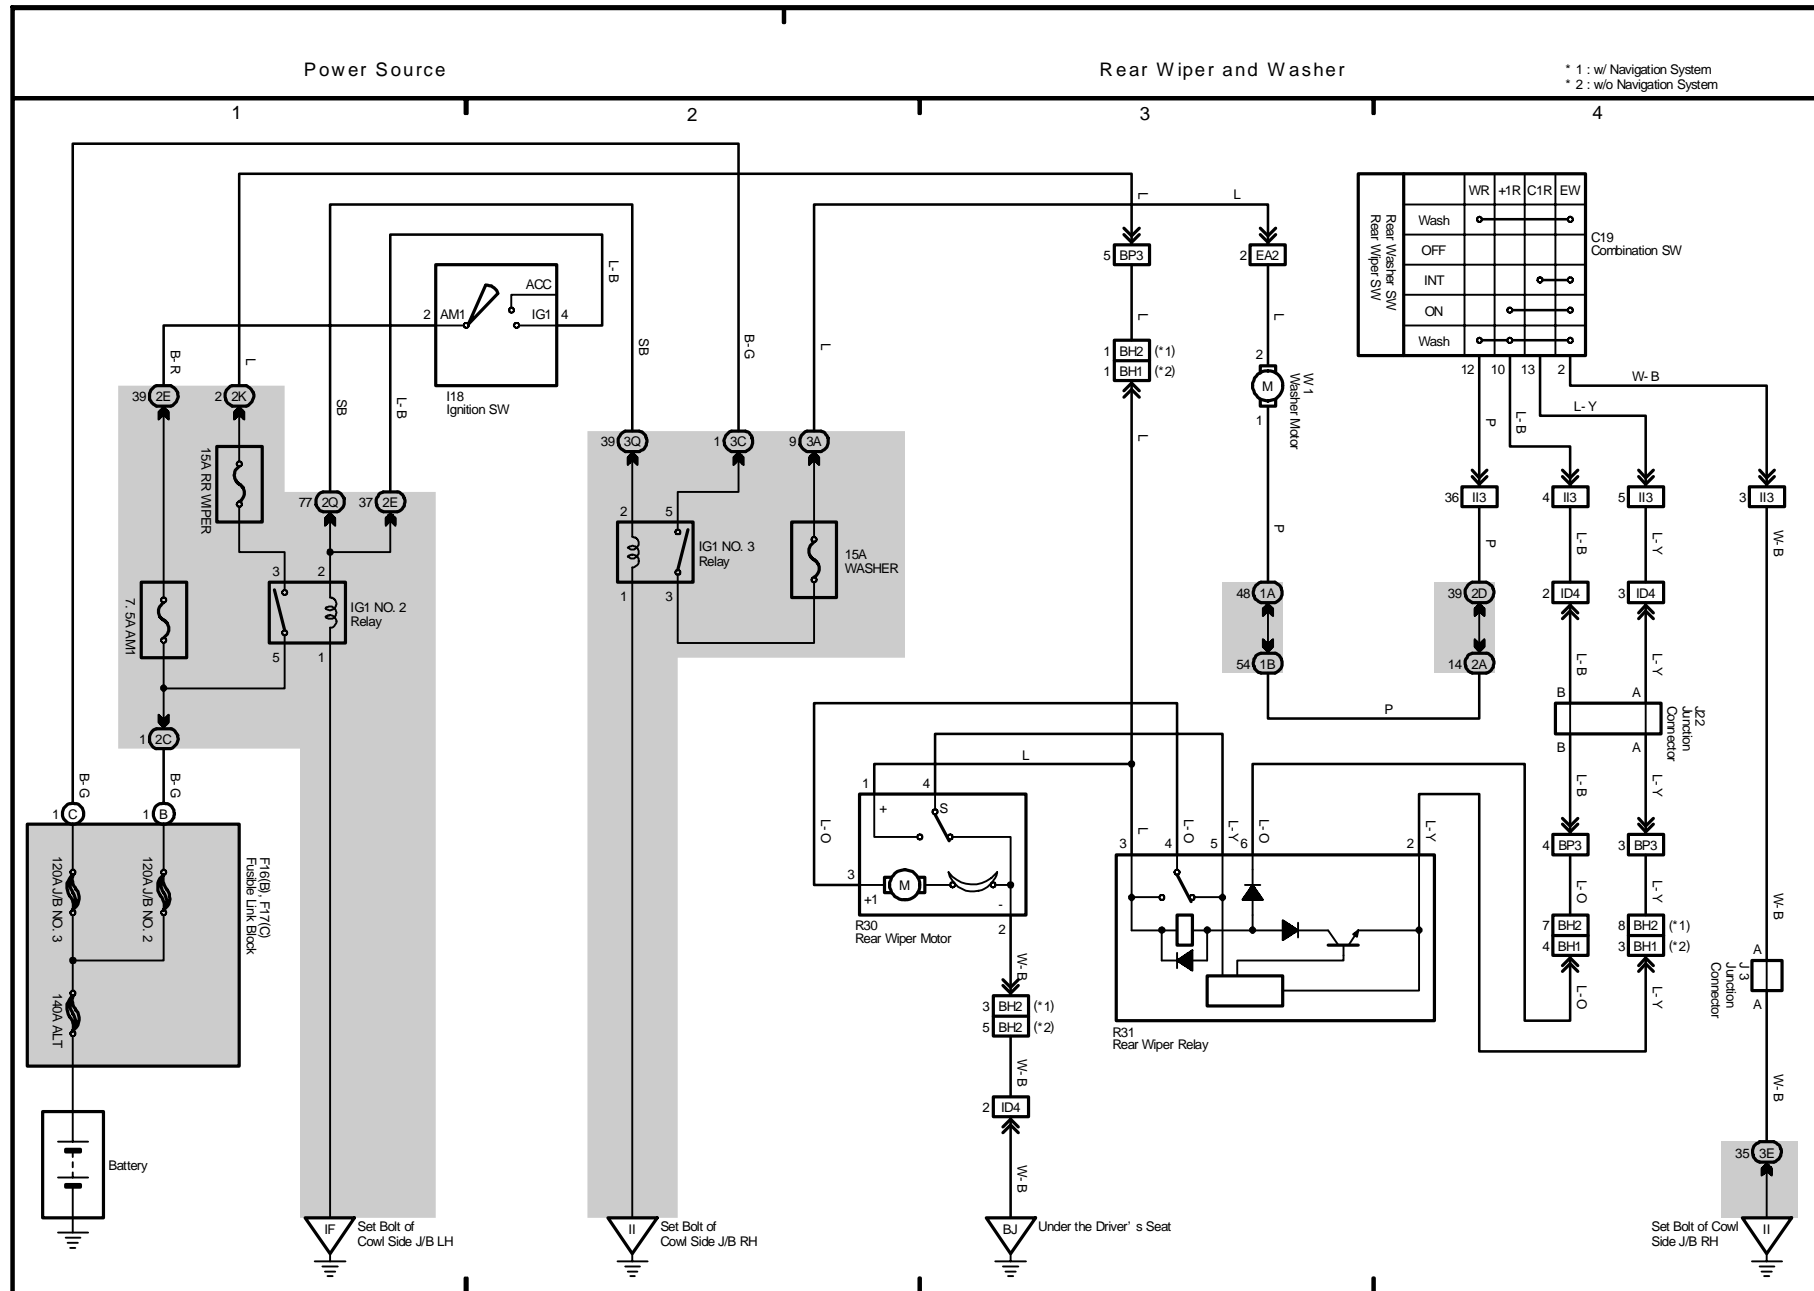 Power Source
Rear Wiper and Washer
* 1 : w/ Navigation System
* 2 : w/o Navigation System
1
2
3
4
L
L
WR +1R C1R EW
Wash
OFF
INT
ON
Wash
Rear Washer SW
Rear Wiper SW
C19
Combination SW
5 BP3
2 EA2
L-B
ACC
2 AM1
IG1 4
I18
Ignition SW
B-R
L
SB
L-B
SB
B-G
L
L
L
1 BH2 (*1)
1 BH1 (*2)
2
M
1
W 1
Washer Motor
12 10 13 2
W-B
L-Y
P
L-B
39 2E
2 2K
15A RR WIPER
77 2Q
37 2E
39 3Q
1 3C
9 3A
L
36 II3
4 II3
5 II3
3 II3
2
5
IG1 NO. 3
Relay
1
3
15A
WASHER
P
P
L-B
L-Y
W-B
7. 5A AM1
3
2
IG1 NO. 2
Relay
5
1
48 1A
54 1B
39 2D
14 2A
P
2 ID4
3 ID4
L-B
L-Y
B
A
J22
Junction
Connector
B
A
1 2C
B-G
B-G
1 C
1 B
F16(B), F17(C)
Fusible Link Block
120A J/B NO. 3
120A J/B NO. 2
140A ALT
Battery
L
L-O
1
4
+
S
3
M
+1
-
2
R30
Rear Wiper Motor
L
L-O
L-Y
L-O
L-Y
3
4
5
6
2
R31
Rear Wiper Relay
L-B
L-Y
4 BP3
3 BP3
L-O
L-Y
7 BH2
4 BH1
8 BH2 (*1)
3 BH1 (*2)
L-O
L-Y
W-B
A
J 3
Junction
Connector
A
W-B
W-B
3 BH2 (*1)
5 BH2 (*2)
W-B
2 ID4
W-B
35 3E
IF
Set Bolt of
Cowl Side J/B LH
II
Set Bolt of
Cowl Side J/B RH
BJ
Under the Driver' s Seat
Set Bolt of Cowl
Side J/B RH
II